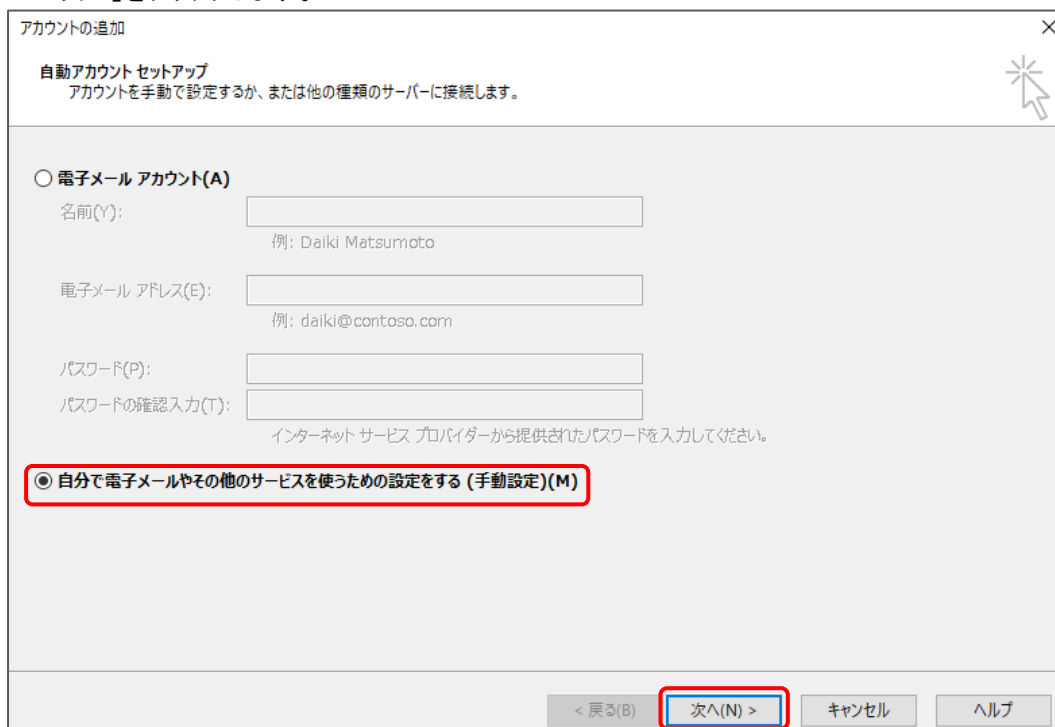 アカウントの追加
自動アカウント セットアップ
アカウントを手動で設定するか、または他の種類のサーバーに接続します。
電子メール アカウント(A)
名前(Y):
例: Daiki Matsumoto
電子メール アドレス(E):
例: daiki@contoso.com
パスワード(P):
パスワードの確認入力(T):
インターネット サービス プロバイダーから提供されたパスワードを入力してください。
自分で電子メールやその他のサービスを使うための設定をする (手動設定)(M)
< 戻る(B) 次へ(N) > キャンセル ヘルプ